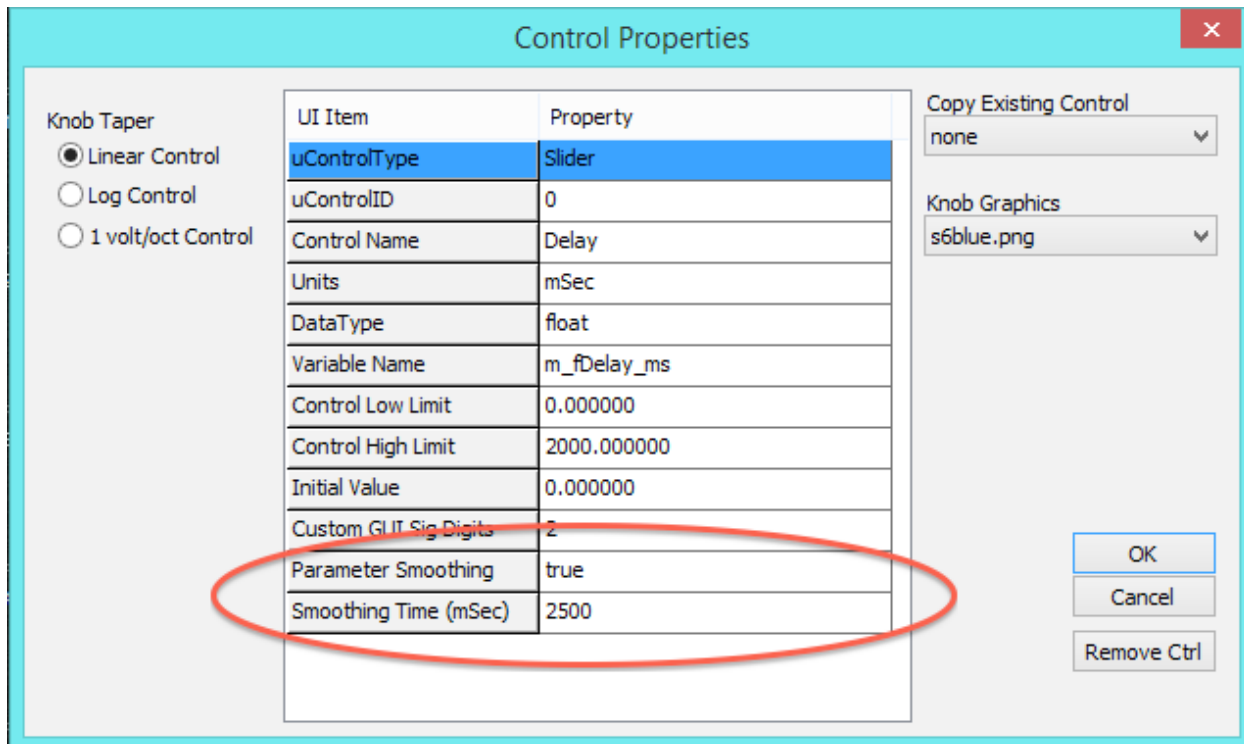 Control Properties
Knob Taper
Linear Control
Log Control
1 volt/oct Control
UI Item Property
uControlType Slider
uControlID 0
Control Name Delay
Units mSec
DataType float
Variable Name m_fDelay_ms
Control Low Limit 0.000000
Control High Limit 2000.000000
Initial Value 0.000000
Custom GUI Sig Digits 2
Parameter Smoothing true
Smoothing Time (mSec) 2500
Copy Existing Control
none
Knob Graphics
s6blue.png
OK
Cancel
Remove Ctrl